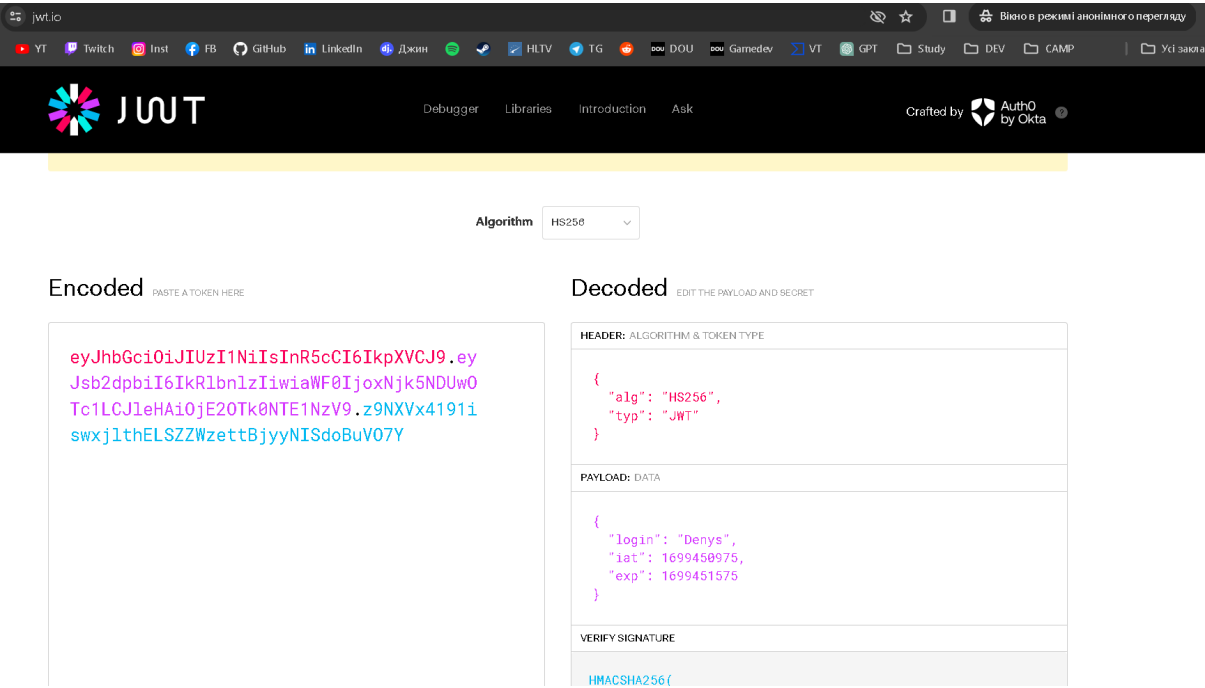 jwt.io
Вікно в режимі анонімного перегляду
YT Twitch Inst FB GitHub LinkedIn Джин HLTV TG DOU DOU Gamedev VT GPT Study DEV CAMP Усі закла
JWT
Debugger Libraries Introduction Ask
Crafted by Auth0 by Okta
Algorithm HS256
Encoded PASTE A TOKEN HERE
Decoded EDIT THE PAYLOAD AND SECRET
eyJhbGciOiJIUzI1NiIsInR5cCI6IkpXVCJ9.ey
Jsb2dpbiI6IkRlbnlzIiwiaWF0IjoxNjk5NDUwO
Tc1LCJleHAiOjE2OTk0NTE1NzV9.z9NXVx4191i
swxjlthELSZZWzettBjyyNISdoBuVO7Y
HEADER: ALGORITHM & TOKEN TYPE
{
"alg": "HS256",
"typ": "JWT"
}
PAYLOAD: DATA
{
"login": "Denys",
"iat": 1699450975,
"exp": 1699451575
}
VERIFY SIGNATURE
HMACSHA256(